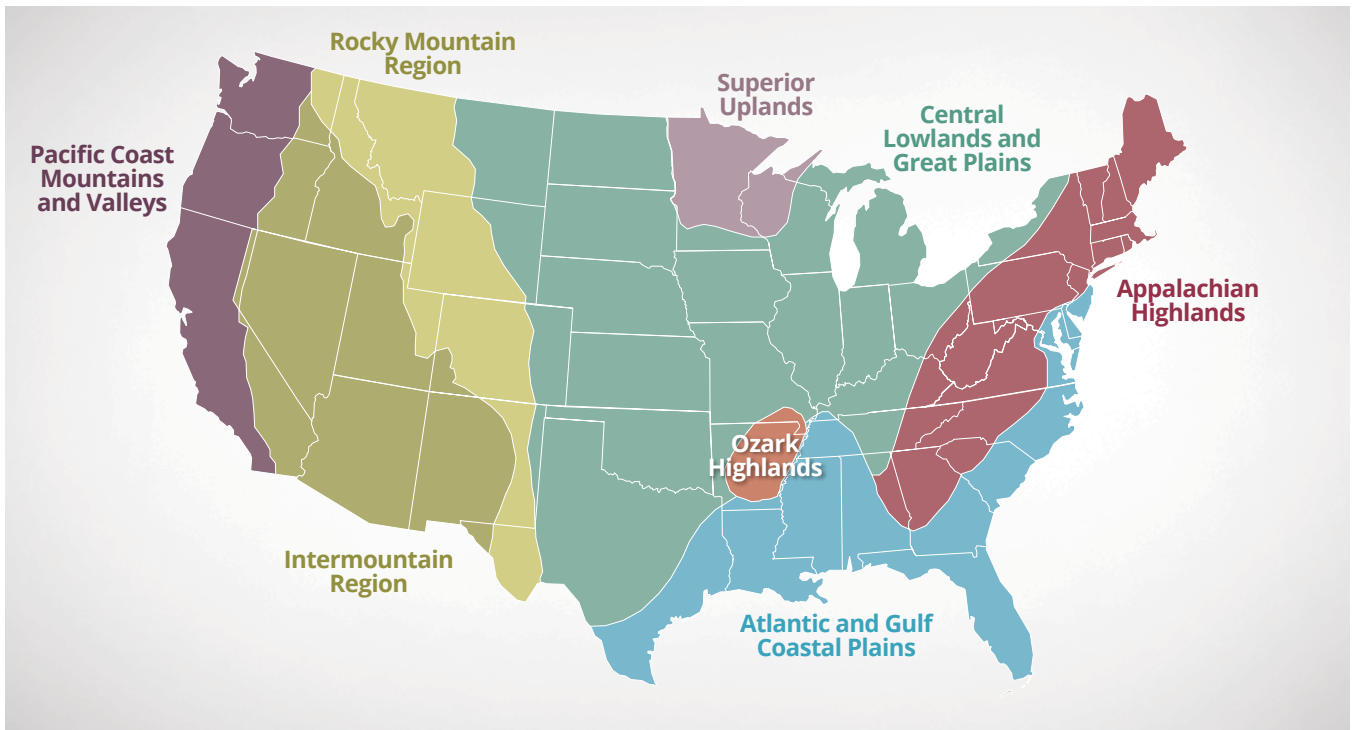 Rocky Mountain
Region
Superior
Uplands
Central
Lowlands and
Great Plains
Pacific Coast
Mountains
and Valleys
Appalachian
Highlands
Ozark
Highlands
Intermountain
Region
Atlantic and Gulf
Coastal Plains